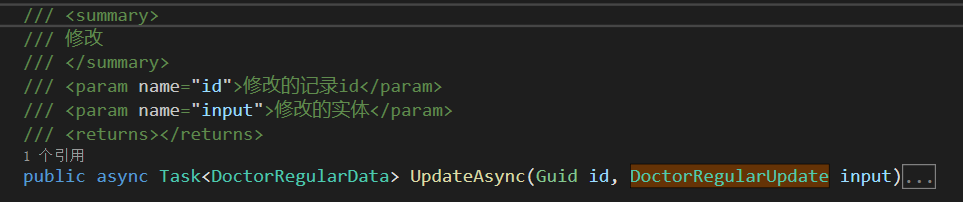 /// <summary>
/// 修改
/// </summary>
/// <param name="id">修改的记录id</param>
/// <param name="input">修改的实体</param>
/// <returns></returns>
1 个引用
public async Task<DoctorRegularData> UpdateAsync(Guid id, DoctorRegularUpdate input)...